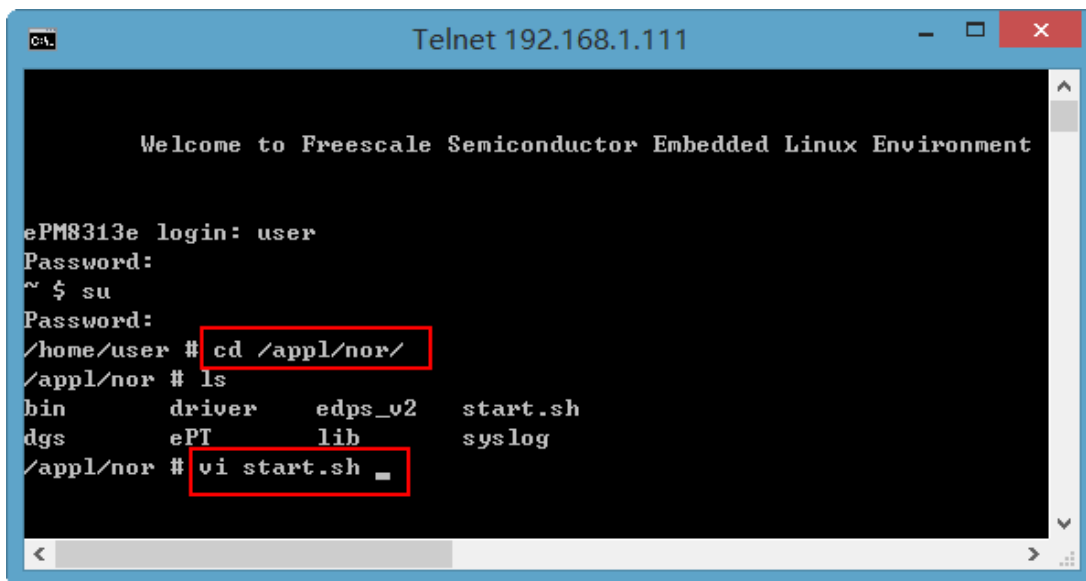 C:\.
Telnet 192.168.1.111
Welcome to Freescale Semiconductor Embedded Linux Environment
ePM8313e login: user
Password:
~ $ su
Password:
/home/user # cd /appl/nor/
/appl/nor # ls
bin driver edps_v2 start.sh
dgs ePT lib syslog
/appl/nor # vi start.sh _